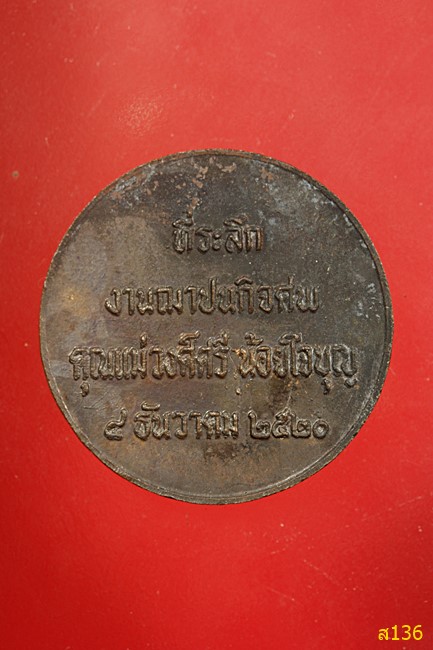 ที่ระลึก
งานฌาปนกิจศพ
คุณแม่วงศ์ศรี น้อยใจบุญ
๔ ธันวาคม ๒๕๒๐
ส136